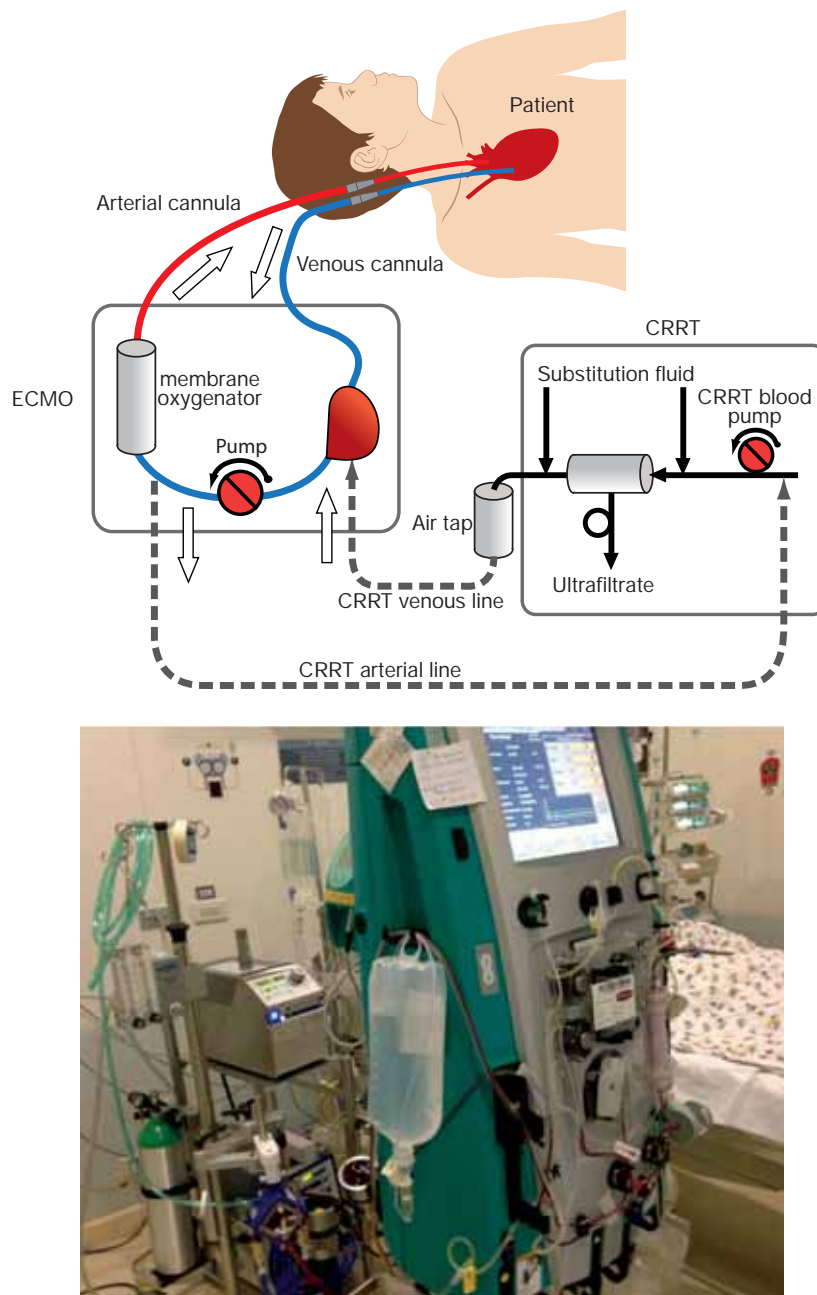 Patient
Arterial cannula
Venous cannula
CRRT
ECMO
membrane
oxygenator
Pump
Substitution fluid
CRRT blood
pump
Air tap
Ultrafiltrate
CRRT venous line
CRRT arterial line